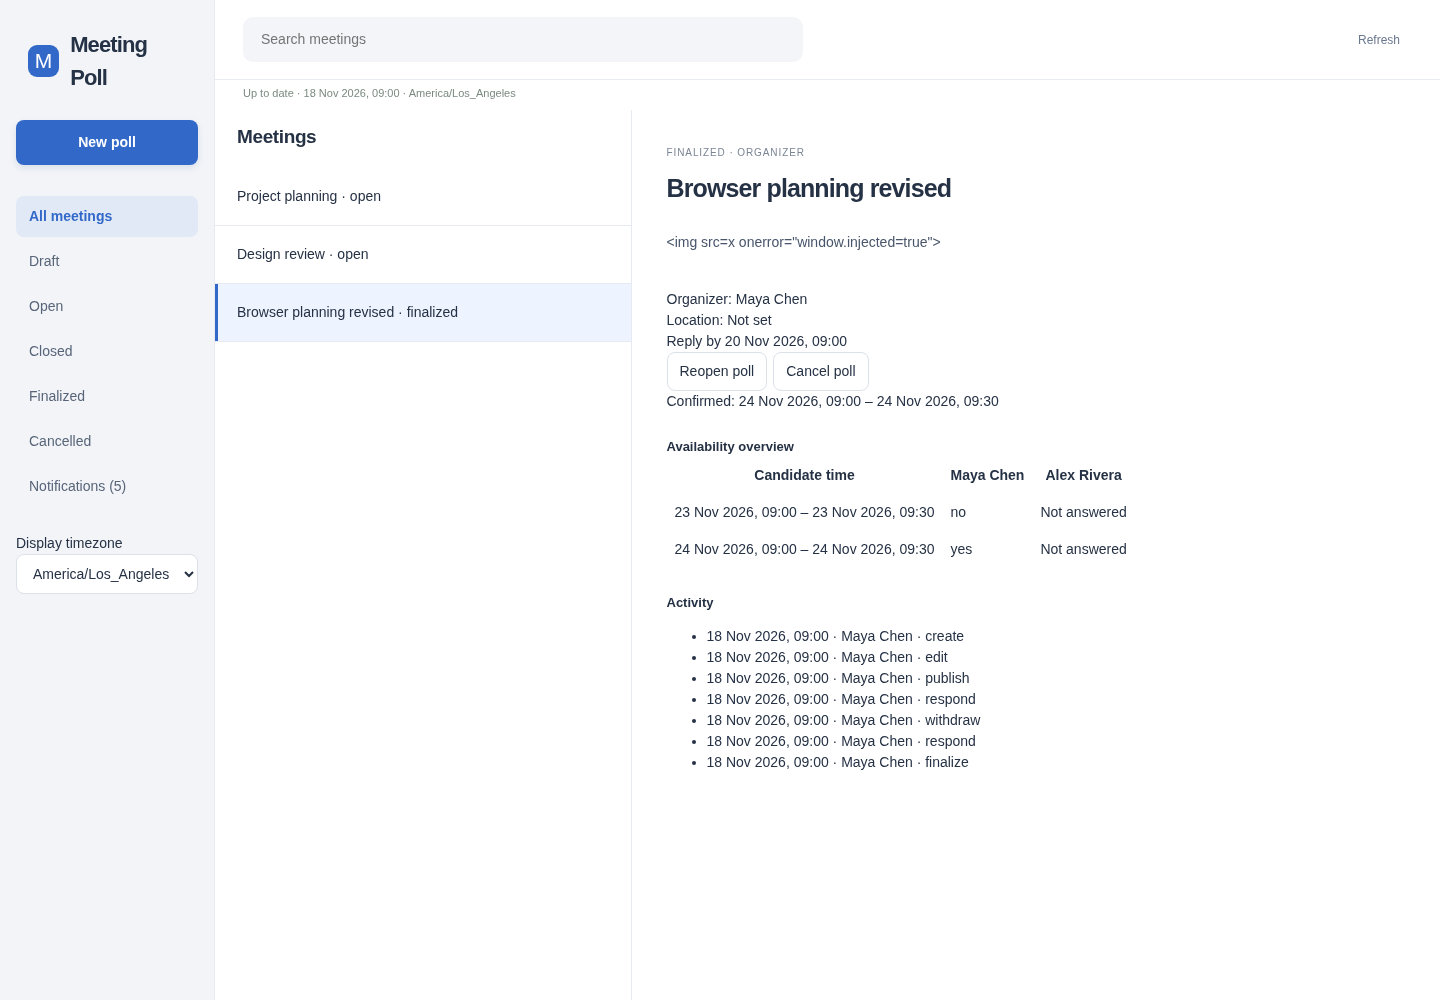 M
Meeting
Poll
New poll
All meetings
Draft
Open
Closed
Finalized
Cancelled
Notifications (5)
Display timezone
America/Los_Angeles
Search meetings
Refresh
Up to date · 18 Nov 2026, 09:00 · America/Los_Angeles
Meetings
Project planning · open
Design review · open
Browser planning revised · finalized
FINALIZED · ORGANIZER
Browser planning revised
<img src=x onerror="window.injected=true">
Organizer: Maya Chen
Location: Not set
Reply by 20 Nov 2026, 09:00
Reopen poll Cancel poll
Confirmed: 24 Nov 2026, 09:00 – 24 Nov 2026, 09:30
Availability overview
Candidate time Maya Chen Alex Rivera
23 Nov 2026, 09:00 – 23 Nov 2026, 09:30 no Not answered
24 Nov 2026, 09:00 – 24 Nov 2026, 09:30 yes Not answered
Activity
• 18 Nov 2026, 09:00 · Maya Chen · create
• 18 Nov 2026, 09:00 · Maya Chen · edit
• 18 Nov 2026, 09:00 · Maya Chen · publish
• 18 Nov 2026, 09:00 · Maya Chen · respond
• 18 Nov 2026, 09:00 · Maya Chen · withdraw
• 18 Nov 2026, 09:00 · Maya Chen · respond
• 18 Nov 2026, 09:00 · Maya Chen · finalize